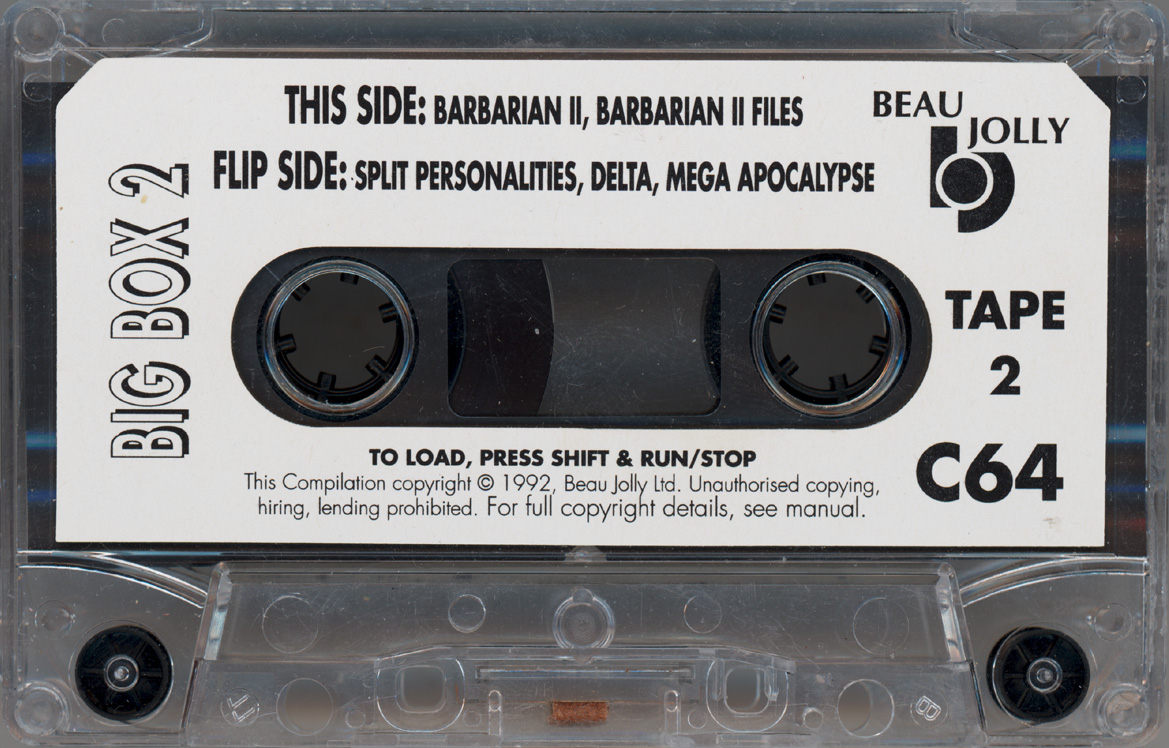 THIS SIDE: BARBARIAN II, BARBARIAN II FILES
FLIP SIDE: SPLIT PERSONALITIES, DELTA, MEGA APOCALYPSE
BEAU
JOLLY
bj
BIG BOX 2
TAPE
2
C64
TO LOAD, PRESS SHIFT & RUN/STOP
This Compilation copyright © 1992, Beau Jolly Ltd. Unauthorised copying,
hiring, lending prohibited. For full copyright details, see manual.
B